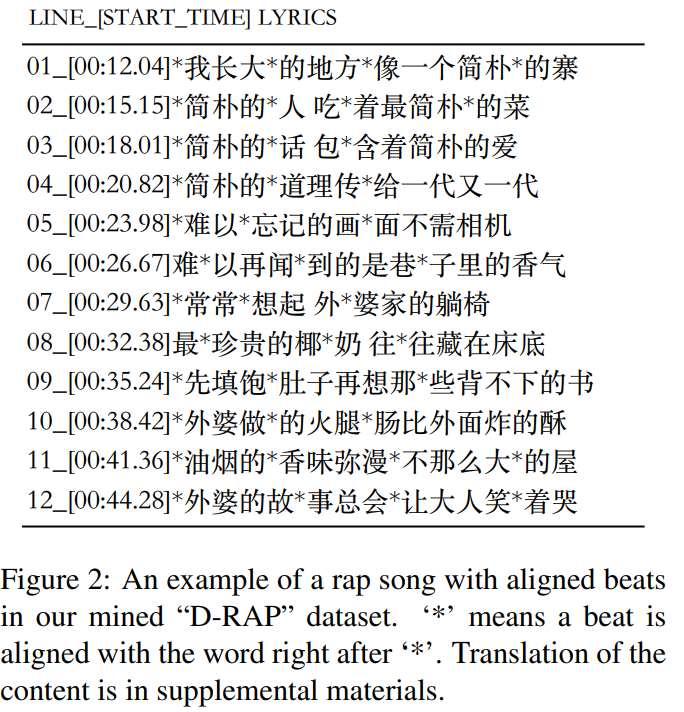 LINE_[START_TIME] LYRICS
01_[00:12.04]*我长大*的地方*像一个简朴*的寨
02_[00:15.15]*简朴的*人 吃*着最简朴*的菜
03_[00:18.01]*简朴的*话 包*含着简朴的爱
04_[00:20.82]*简朴的*道理传*给一代又一代
05_[00:23.98]*难以*忘记的画*面不需相机
06_[00:26.67]难*以再闻*到的是巷*子里的香气
07_[00:29.63]*常常*想起 外*婆家的躺椅
08_[00:32.38]最*珍贵的椰*奶 往*往藏在床底
09_[00:35.24]*先填饱*肚子再想那*些背不下的书
10_[00:38.42]*外婆做*的火腿*肠比外面炸的酥
11_[00:41.36]*油烟的*香味弥漫*不那么大*的屋
12_[00:44.28]*外婆的故*事总会*让大人笑*着哭
Figure 2: An example of a rap song with aligned beats
in our mined “D-RAP” dataset. ‘*’ means a beat is
aligned with the word right after ‘*’. Translation of the
content is in supplemental materials.